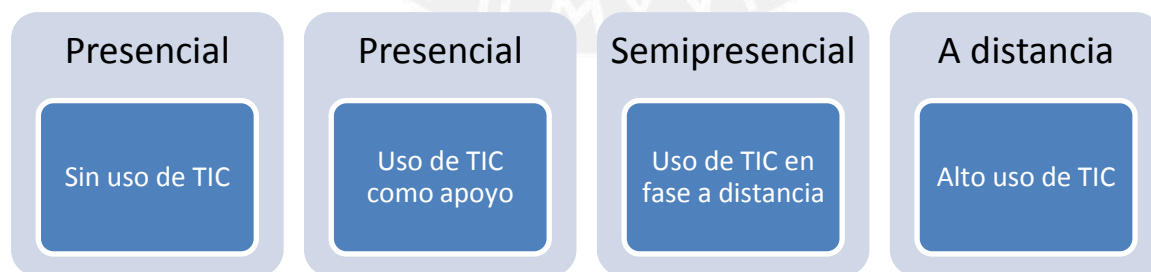 Presencial
Sin uso de TIC
Presencial
Uso de TIC
como apoyo
Semipresencial
Uso de TIC en
fase a distancia
A distancia
Alto uso de TIC